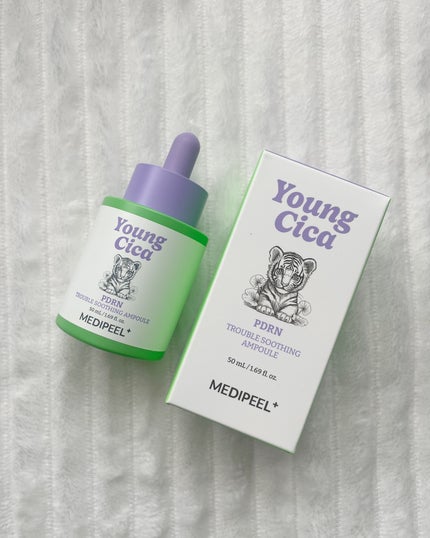 Young
Cica
PDRN
TROUBLE SOOTHING AMPOULE
50 mL / 1.69 fl. oz.
MEDIPEEL+
Young
Cica
PDRN
TROUBLE SOOTHING
AMPOULE
50 mL / 1.69 fl. oz.
MEDIPEEL+